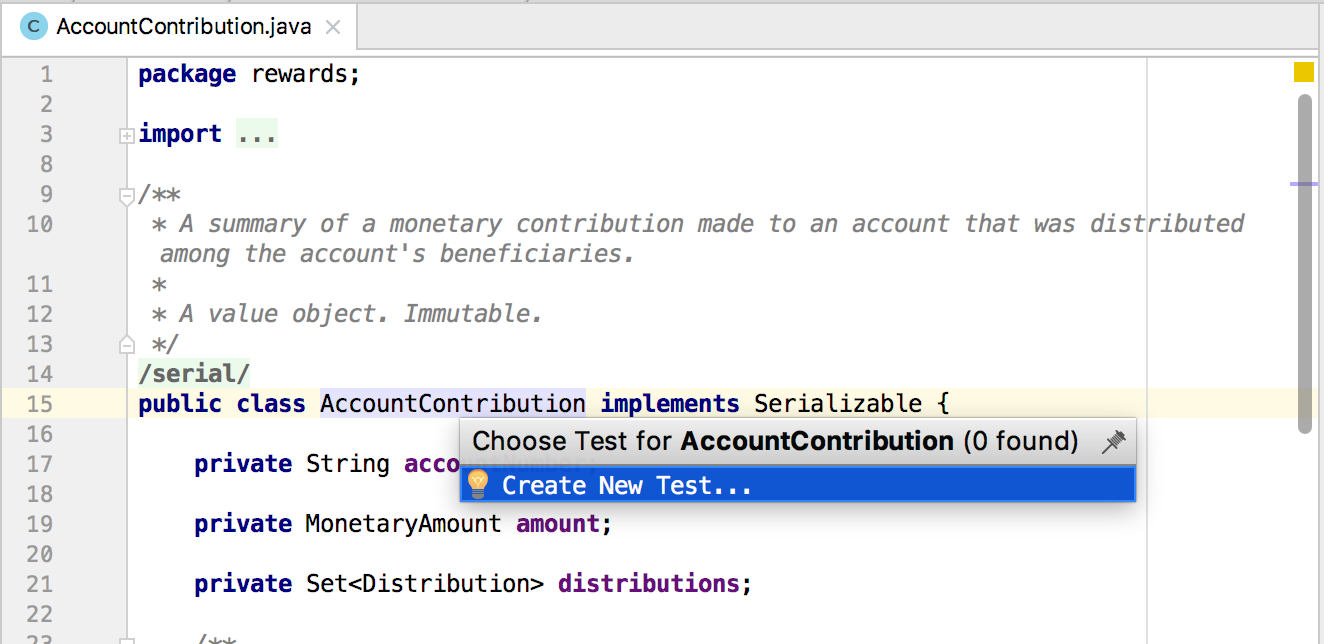 C AccountContribution.java
1 package rewards;
2
3 import ...
8
9 /**
10 * A summary of a monetary contribution made to an account that was distributed
among the account's beneficiaries.
11 *
12 * A value object. Immutable.
13 */
14 /serial/
15 public class AccountContribution implements Serializable {
16
Choose Test for AccountContribution (0 found)
17 private String acco
Create New Test...
18
19 private MonetaryAmount amount;
20
21 private Set<Distribution> distributions;
22
23 /**